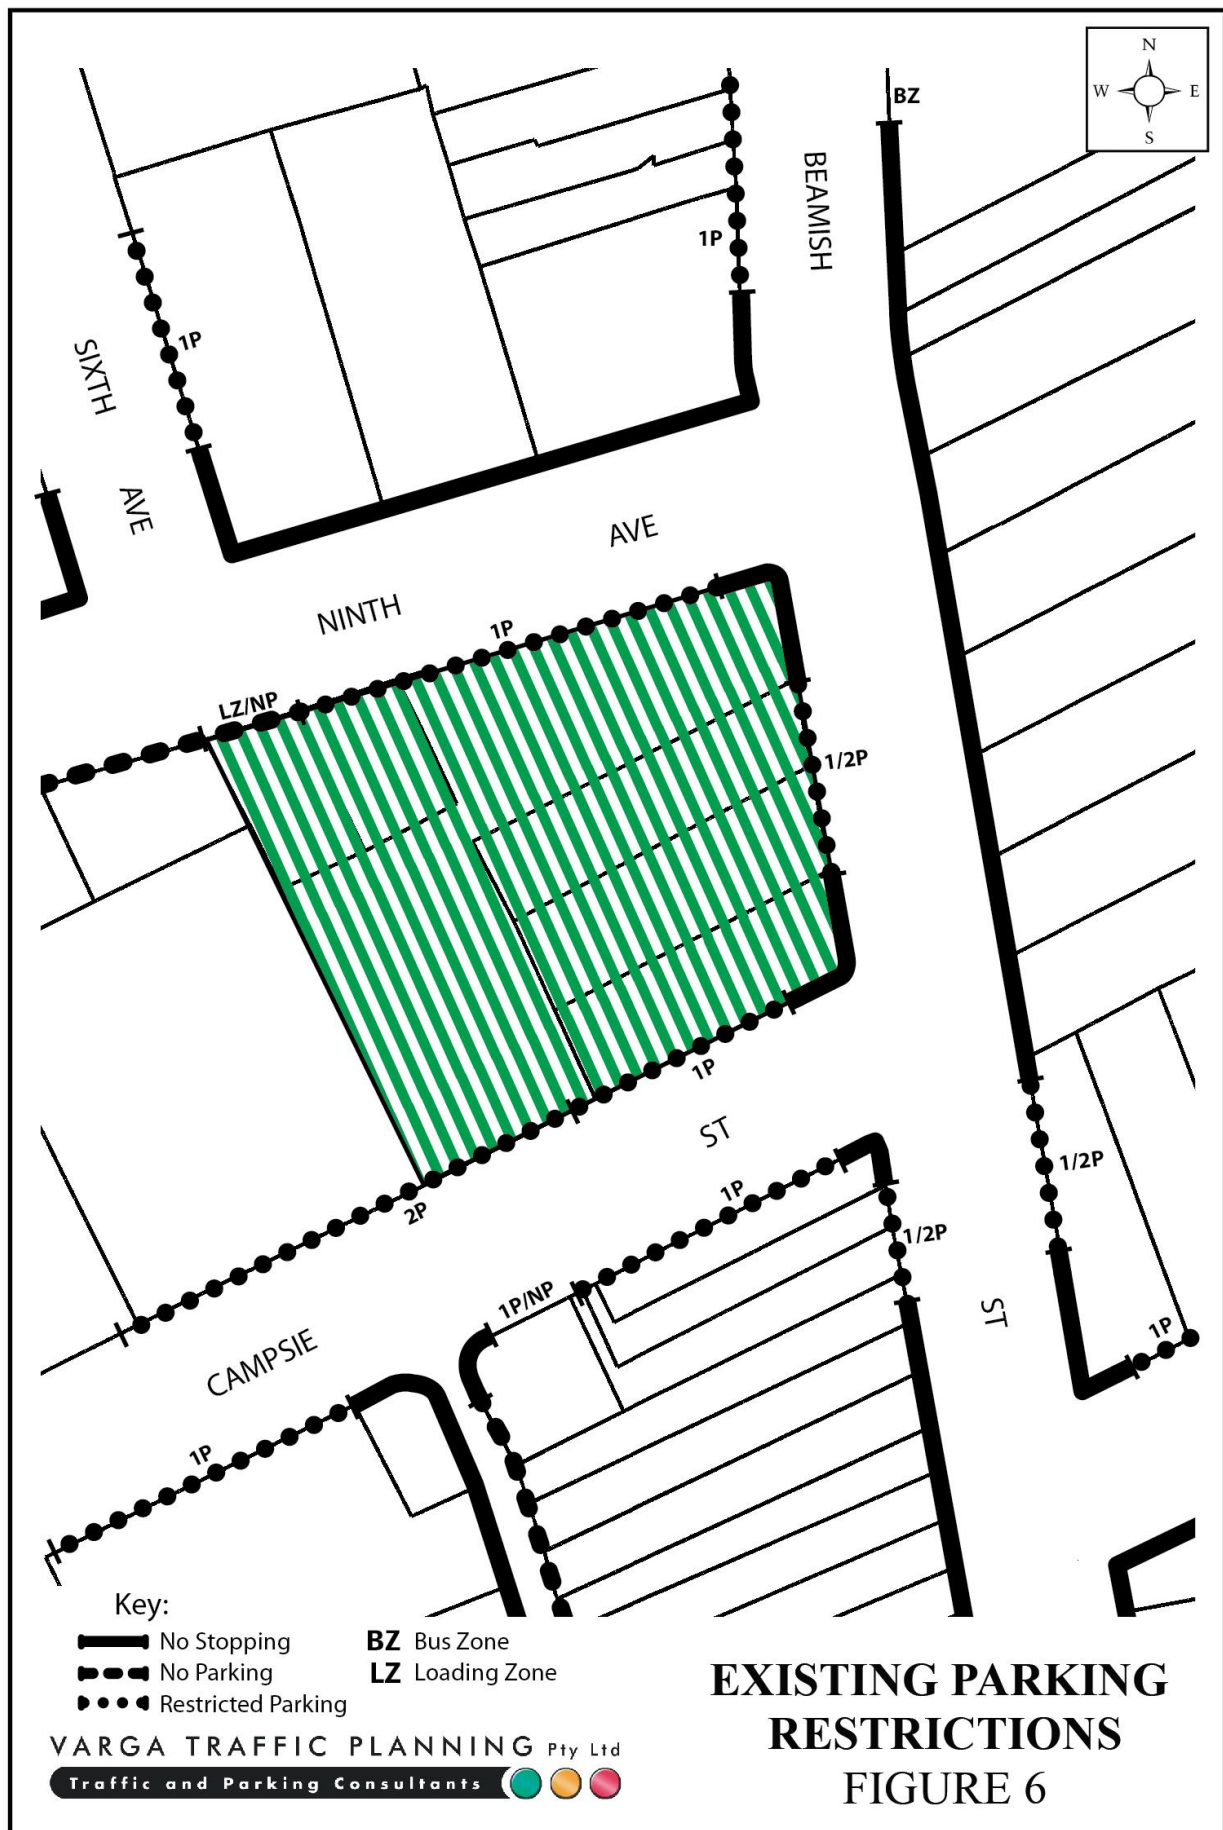 N
W E
S
BZ
BEAMISH
1P
1P
SIXTH
AVE
AVE
NINTH
1P
LZ/NP
1/2P
1P
ST
2P
1P
1/2P
1/2P
1P/NP
ST
1P
CAMPSIE
1P
Key:
No Stopping
No Parking
Restricted Parking
BZ Bus Zone
LZ Loading Zone
EXISTING PARKING
RESTRICTIONS
FIGURE 6
VARGA TRAFFIC PLANNING Pty Ltd
Traffic and Parking Consultants